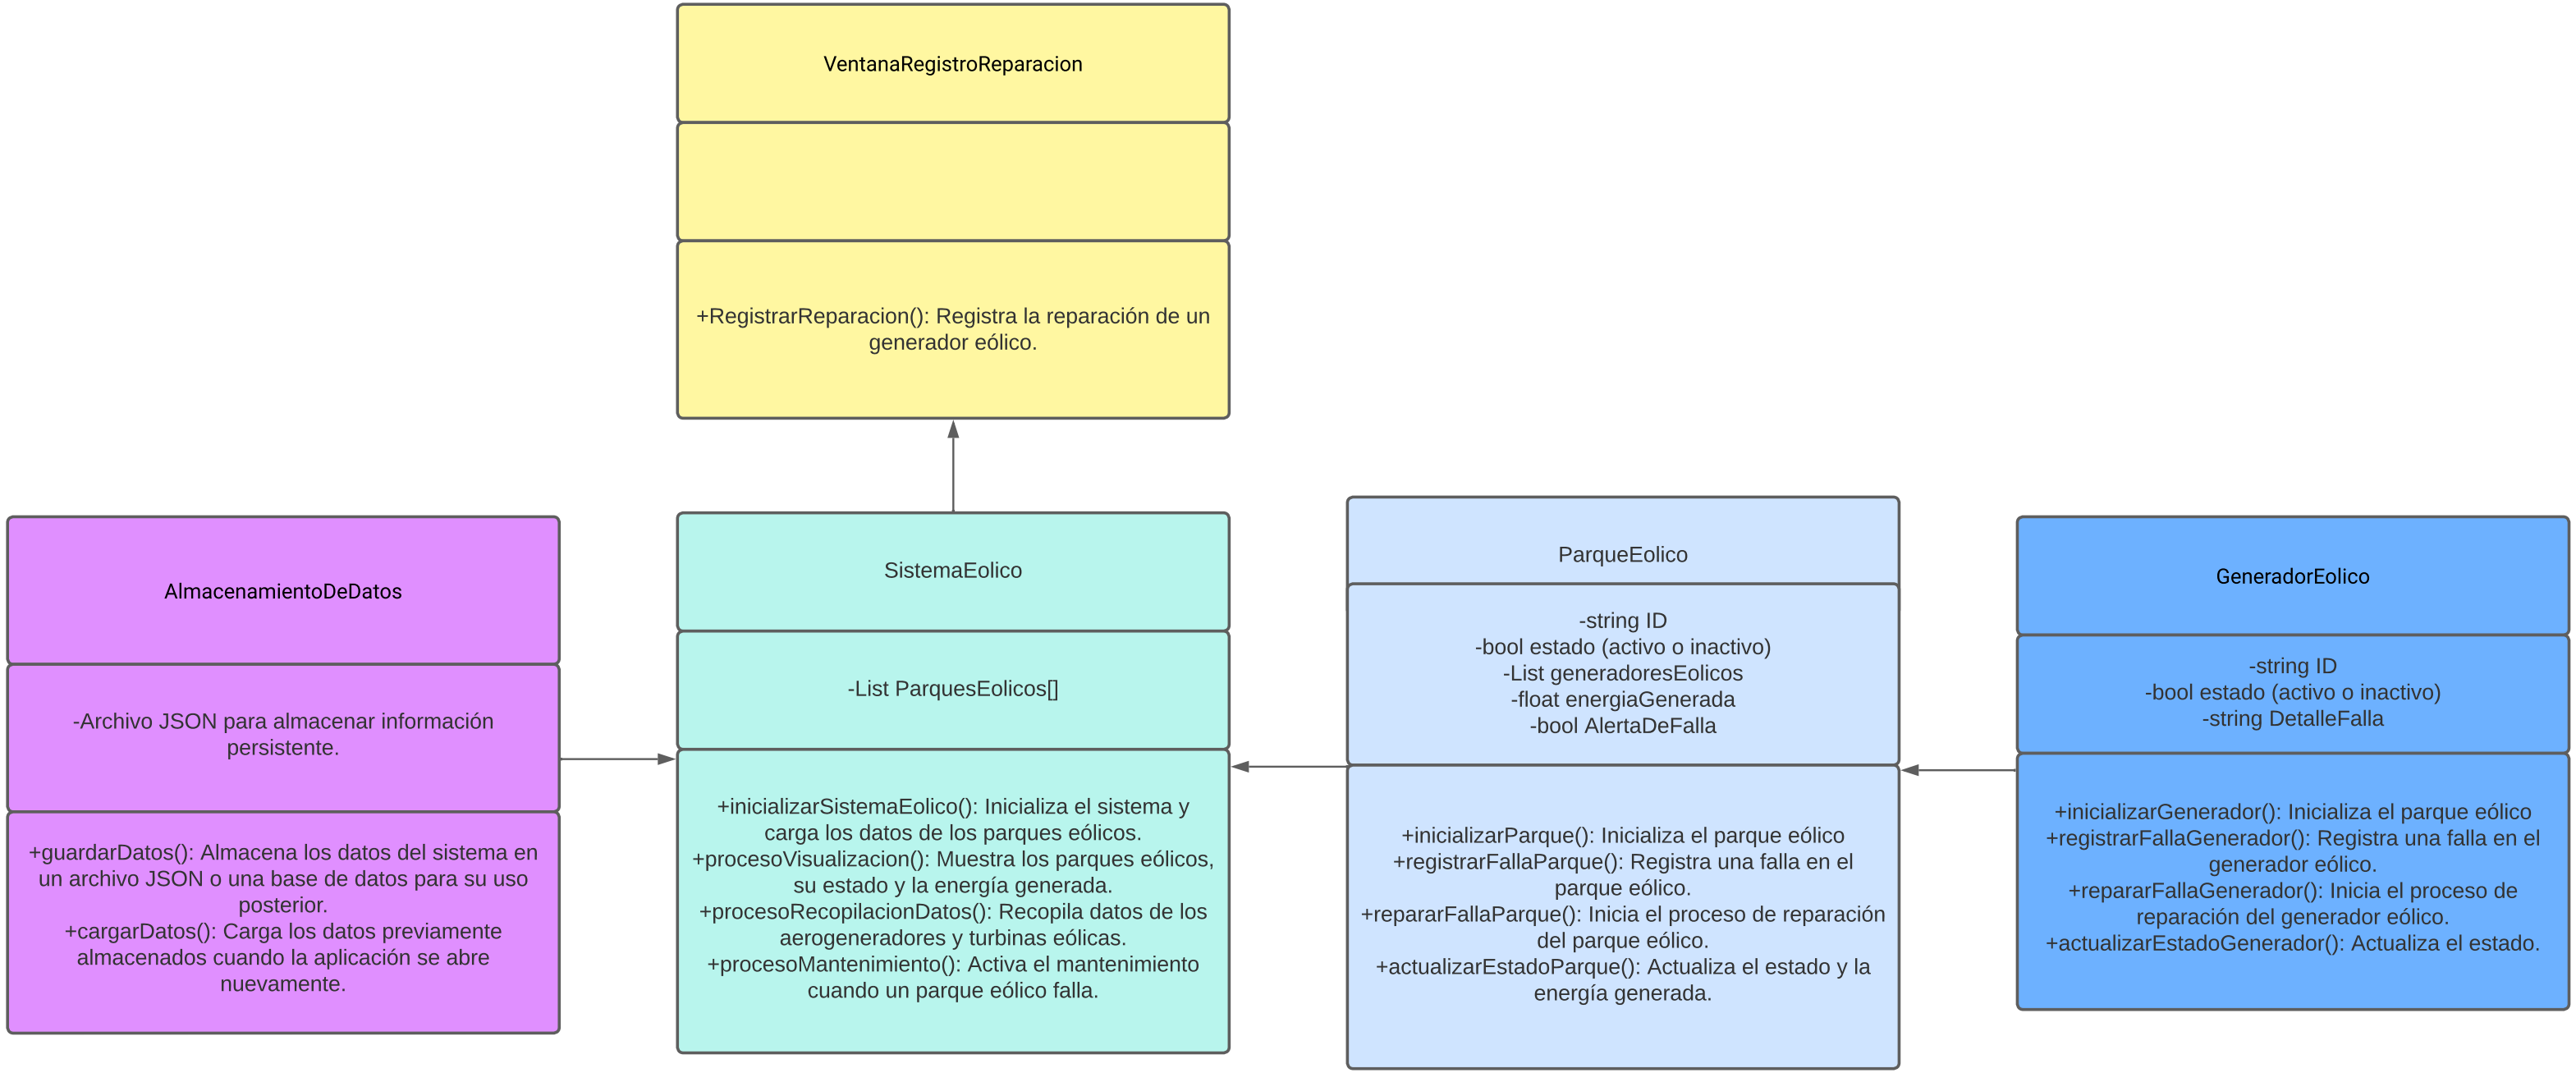 VentanaRegistroReparacion
+RegistrarReparacion(): Registra la reparación de un
generador eólico.
AlmacenamientoDeDatos
-Archivo JSON para almacenar información
persistente.
+guardarDatos(): Almacena los datos del sistema en
un archivo JSON o una base de datos para su uso
posterior.
+cargarDatos(): Carga los datos previamente
almacenados cuando la aplicación se abre
nuevamente.
SistemaEolico
-List ParquesEolicos[]
+inicializarSistemaEolico(): Inicializa el sistema y
carga los datos de los parques eólicos.
+procesoVisualizacion(): Muestra los parques eólicos,
su estado y la energía generada.
+procesoRecopilacionDatos(): Recopila datos de los
aerogeneradores y turbinas eólicas.
+procesoMantenimiento(): Activa el mantenimiento
cuando un parque eólico falla.
ParqueEolico
-string ID
-bool estado (activo o inactivo)
-List generadoresEolicos
-float energiaGenerada
-bool AlertaDeFalla
+inicializarParque(): Inicializa el parque eólico
+registrarFallaParque(): Registra una falla en el
parque eólico.
+repararFallaParque(): Inicia el proceso de reparación
del parque eólico.
+actualizarEstadoParque(): Actualiza el estado y la
energía generada.
GeneradorEolico
-string ID
-bool estado (activo o inactivo)
-string DetalleFalla
+inicializarGenerador(): Inicializa el parque eólico
+registrarFallaGenerador(): Registra una falla en el
generador eólico.
+repararFallaGenerador(): Inicia el proceso de
reparación del generador eólico.
+actualizarEstadoGenerador(): Actualiza el estado.